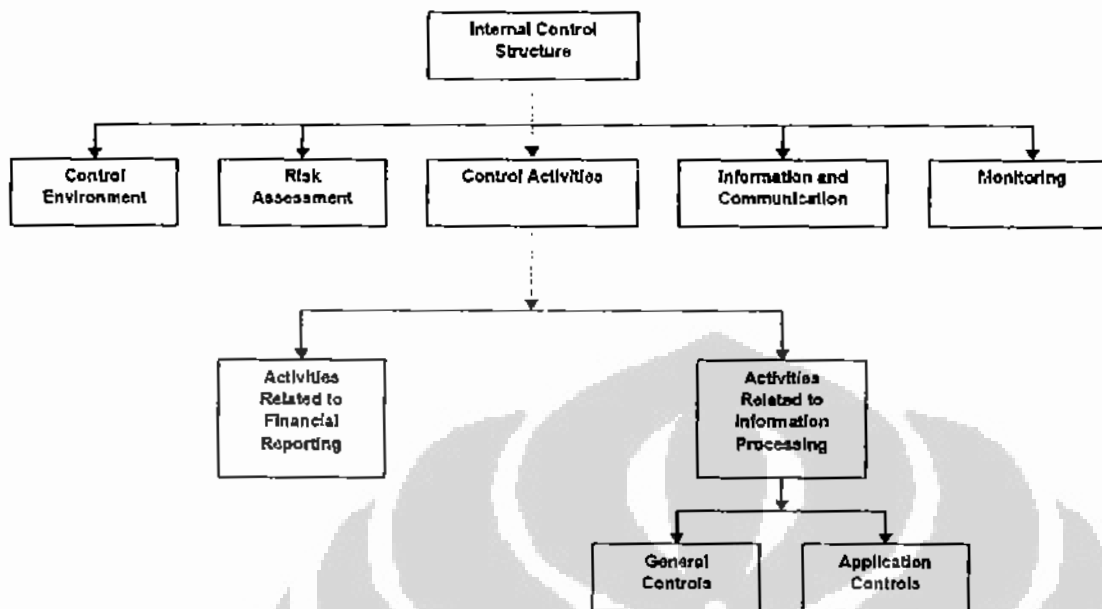 Internal Control
Structure
Control
Environment
Risk
Assessment
Control Activities
Information and
Communication
Monitoring
Activities
Related to
Financial
Reporting
Activities
Related to
Information
Processing
General
Controls
Application
Controls